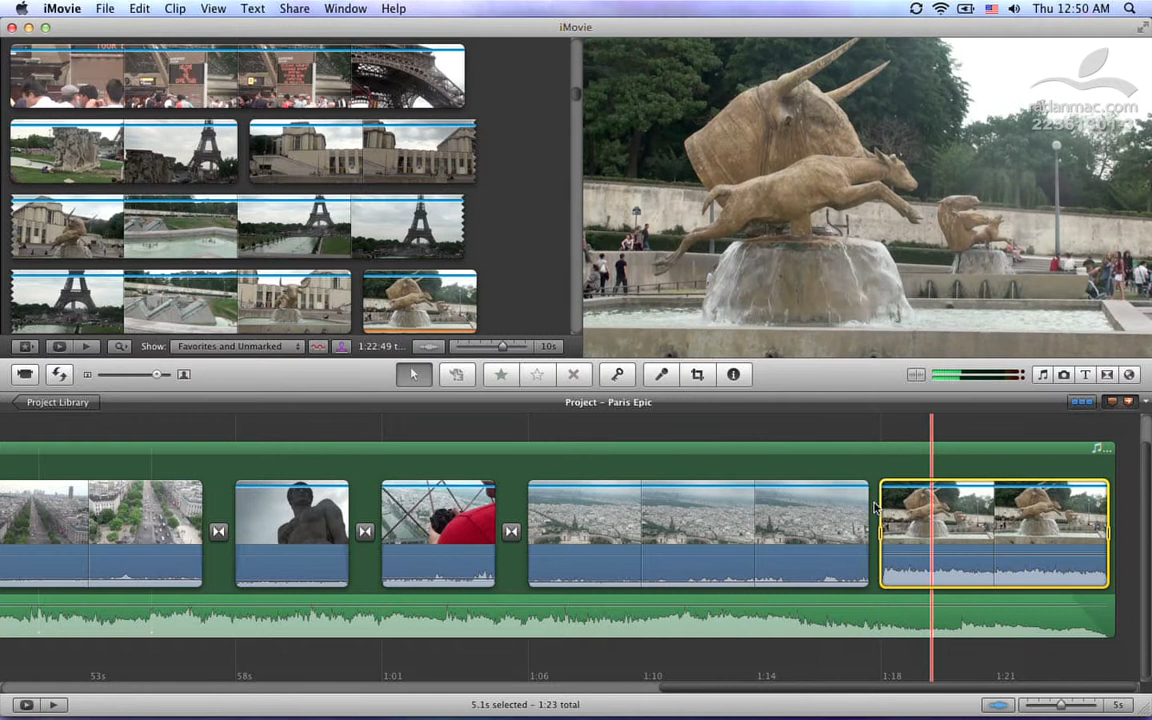 iMovie File Edit Clip View Text Share Window Help Thu 12:50 AM
iMovie
adanmac.com
Show: Favorites and Unmarked 1:22:49 t... 10s
Project Library Project - Paris Epic
53s 58s 1:01 1:06 1:10 1:14 1:18 1:21
5.1s selected - 1:23 total 5s